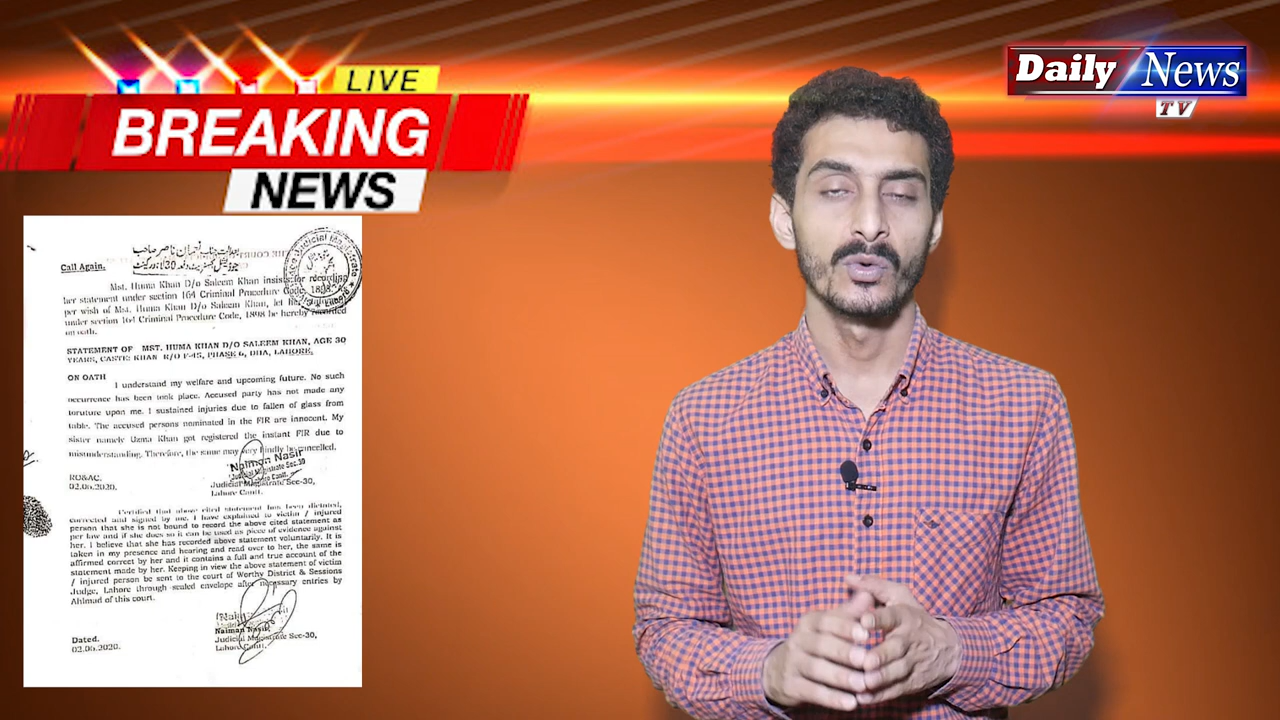 LIVE
BREAKING
NEWS
Daily News
TV
Call Again.
Mst. Huma Khan D/o Saleem Khan insists for recording
her statement under section 164 Criminal Procedure Code, 1898. As
per wish of Mst. Huma Khan D/o Saleem Khan, let her statement
under section 164 Criminal Procedure Code, 1898 be hereby recorded
on oath.
STATEMENT OF MST. HUMA KHAN D/O SALEEM KHAN, AGE 30
YEARS, CASTE: KHAN R/O F-45, PHASE 6, DHA, LAHORE,
ON OATH
I understand my welfare and upcoming future. No such
occurrence has been took place. Accused party has not made any
toruture upon me. I sustained injuries due to fallen of glass from
table. The accused persons nominated in the FIR are innocent. My
sister namely Uzma Khan got registered the instant FIR due to
misunderstanding. Therefore, the same may very kindly be cancelled.
Naiman Nasir
Judicial Magistrate Sec-30
Lahore Cantt.
RO&AC.
02.06.2020.
Judicial Magistrate Sec-30,
Lahore Cantt.
Certified that above cited statement has been dictated,
corrected and signed by me. I have explained to victim / injured
person that she is not bound to record the above cited statement as
per law and if she does so it can be used as piece of evidence against
her. I believe that she has recorded above statement voluntarily. It is
taken in my presence and hearing and read over to her, the same is
affirmed correct by her and it contains a full and true account of the
statement made by her. Keeping in view the above statement of victim
/ injured person be sent to the court of Worthy District & Sessions
Judge, Lahore through sealed envelope after necessary entries by
Ahlmad of this court.
Dated.
02.06.2020.
Naiman Nasir
Judicial Magistrate Sec-30,
Lahore Cantt.